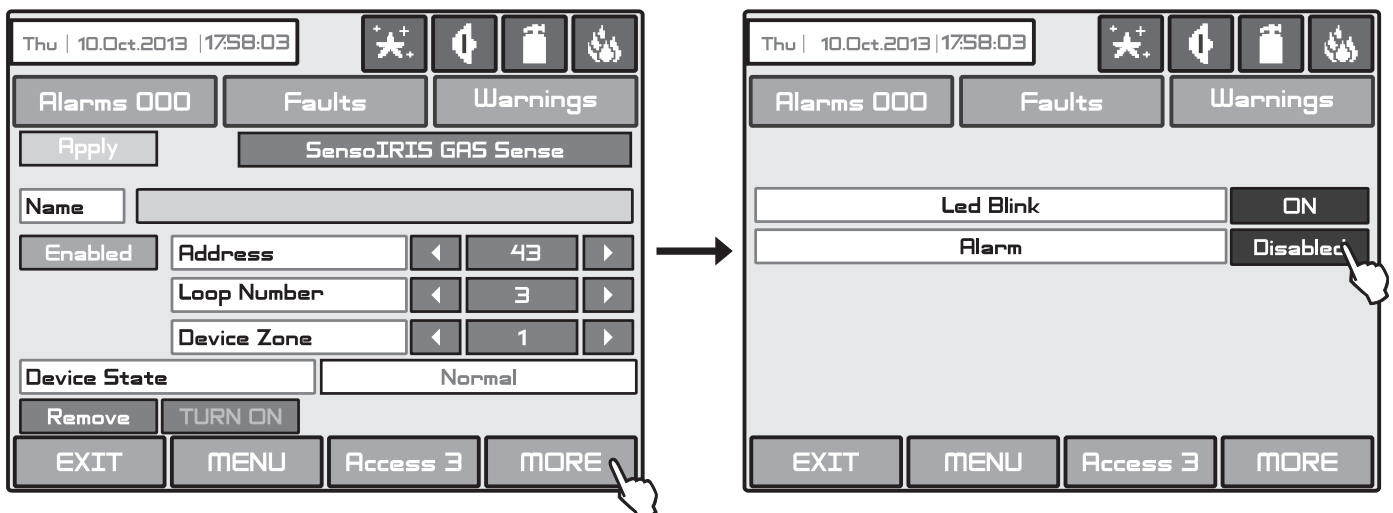 Thu | 10.Oct.2013 | 17:58:03
Alarms 000 Faults Warnings
Apply SensoIRIS GAS Sense
Name
Enabled Address 43
Loop Number 3
Device Zone 1
Device State Normal
Remove TURN ON
EXIT MENU Access 3 MORE
Thu | 10.Oct.2013 | 17:58:03
Alarms 000 Faults Warnings
Led Blink ON
Alarm Disabled
EXIT MENU Access 3 MORE